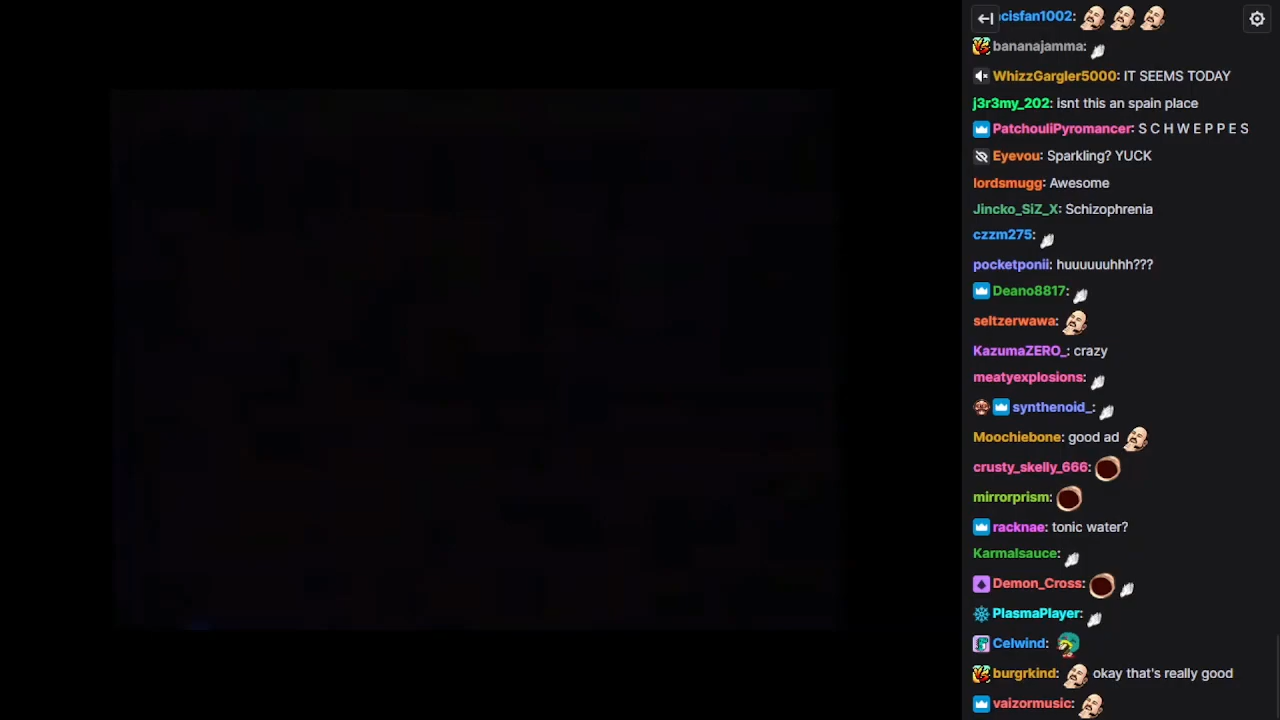 cisfan1002:
bananajamma:
WhizzGargler5000: IT SEEMS TODAY
j3r3my_202: isnt this an spain place
PatchouliPyromancer: S C H W E P P E S
Eyevou: Sparkling? YUCK
lordsmugg: Awesome
Jincko_SiZ_X: Schizophrenia
czzm275:
pocketponii: huuuuuuhhh???
Deano8817:
seltzerwawa:
KazumaZERO_: crazy
meatyexplosions:
synthenoid_:
Moochiebone: good ad
crusty_skelly_666:
mirrorprism:
racknae: tonic water?
Karmalsauce:
Demon_Cross:
PlasmaPlayer:
Celwind:
burgrkind: okay that's really good
vaizormusic: